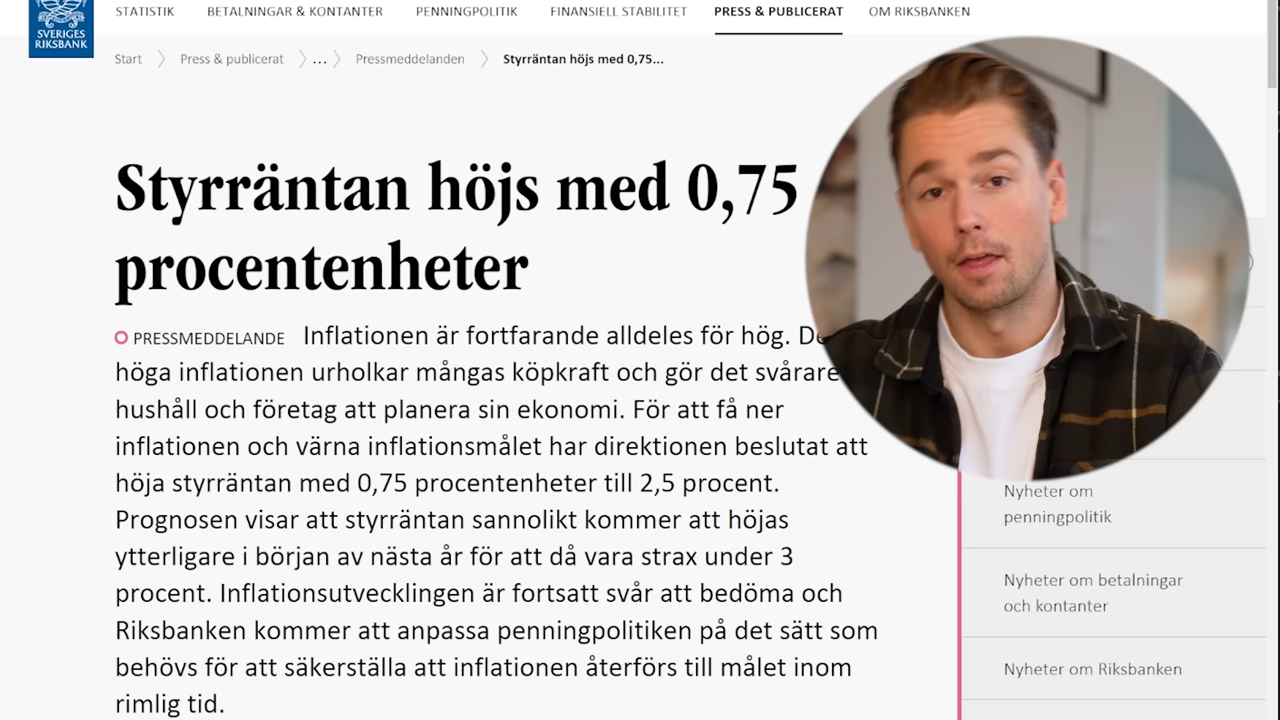 SVERIGES
RIKSBANK
STATISTIK BETALNINGAR & KONTANTER PENNINGPOLITIK FINANSIELL STABILITET PRESS & PUBLICERAT OM RIKSBANKEN
Start Press & publicerat ... Pressmeddelanden Styrräntan höjs med 0,75...
Styrräntan höjs med 0,75
procentenheter
PRESSMEDDELANDE Inflationen är fortfarande alldeles för hög.
höga inflationen urholkar mångas köpkraft och gör det svårare
hushåll och företag att planera sin ekonomi. För att få ner
inflationen och värna inflationsmålet har direktionen beslutat att
höja styrräntan med 0,75 procentenheter till 2,5 procent.
Prognosen visar att styrräntan sannolikt kommer att höjas
ytterligare i början av nästa år för att då vara strax under 3
procent. Inflationsutvecklingen är fortsatt svår att bedöma och
Riksbanken kommer att anpassa penningpolitiken på det sätt som
behövs för att säkerställa att inflationen återförs till målet inom
rimlig tid.
Nyheter om
penningpolitik
Nyheter om betalningar
och kontanter
Nyheter om Riksbanken